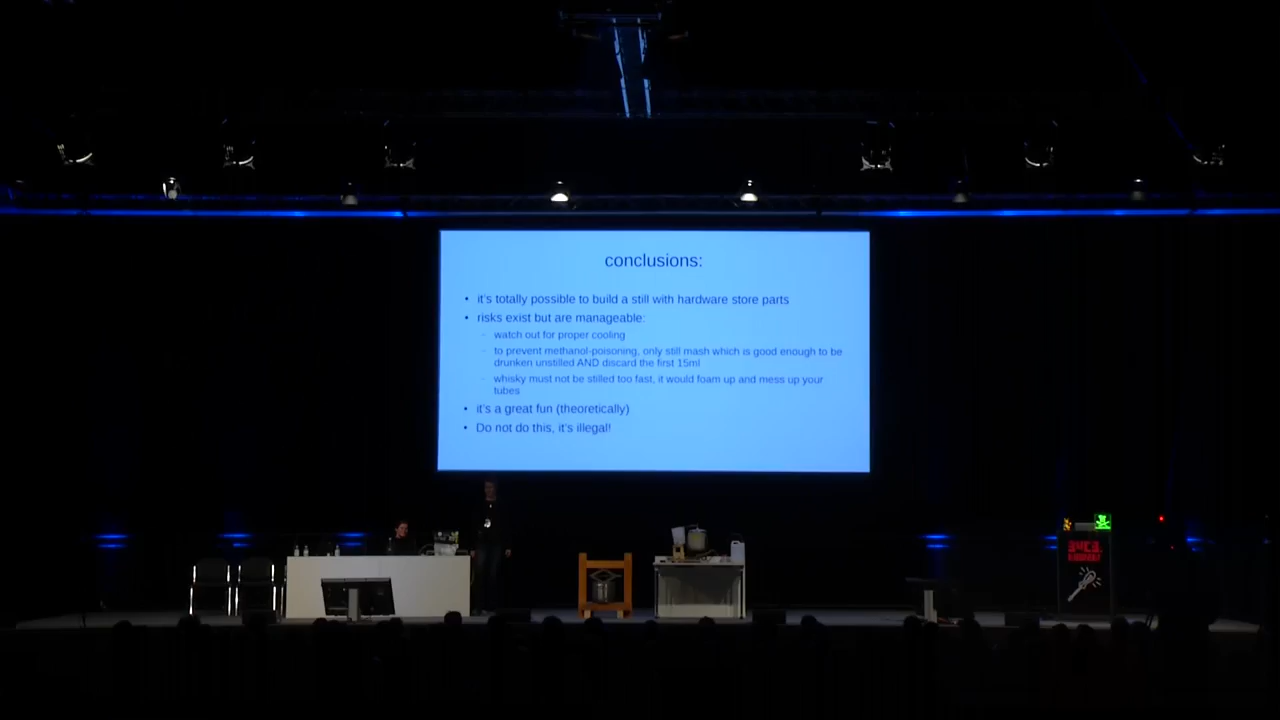 conclusions:
• it's totally possible to build a still with hardware store parts
• risks exist but are manageable:
– watch out for proper cooling
– to prevent methanol-poisoning, only still mash which is good enough to be
drunken unstilled AND discard the first 15ml
– whisky must not be stilled too fast, it would foam up and mess up your
tubes
• it's a great fun (theoretically)
• Do not do this, it's illegal!